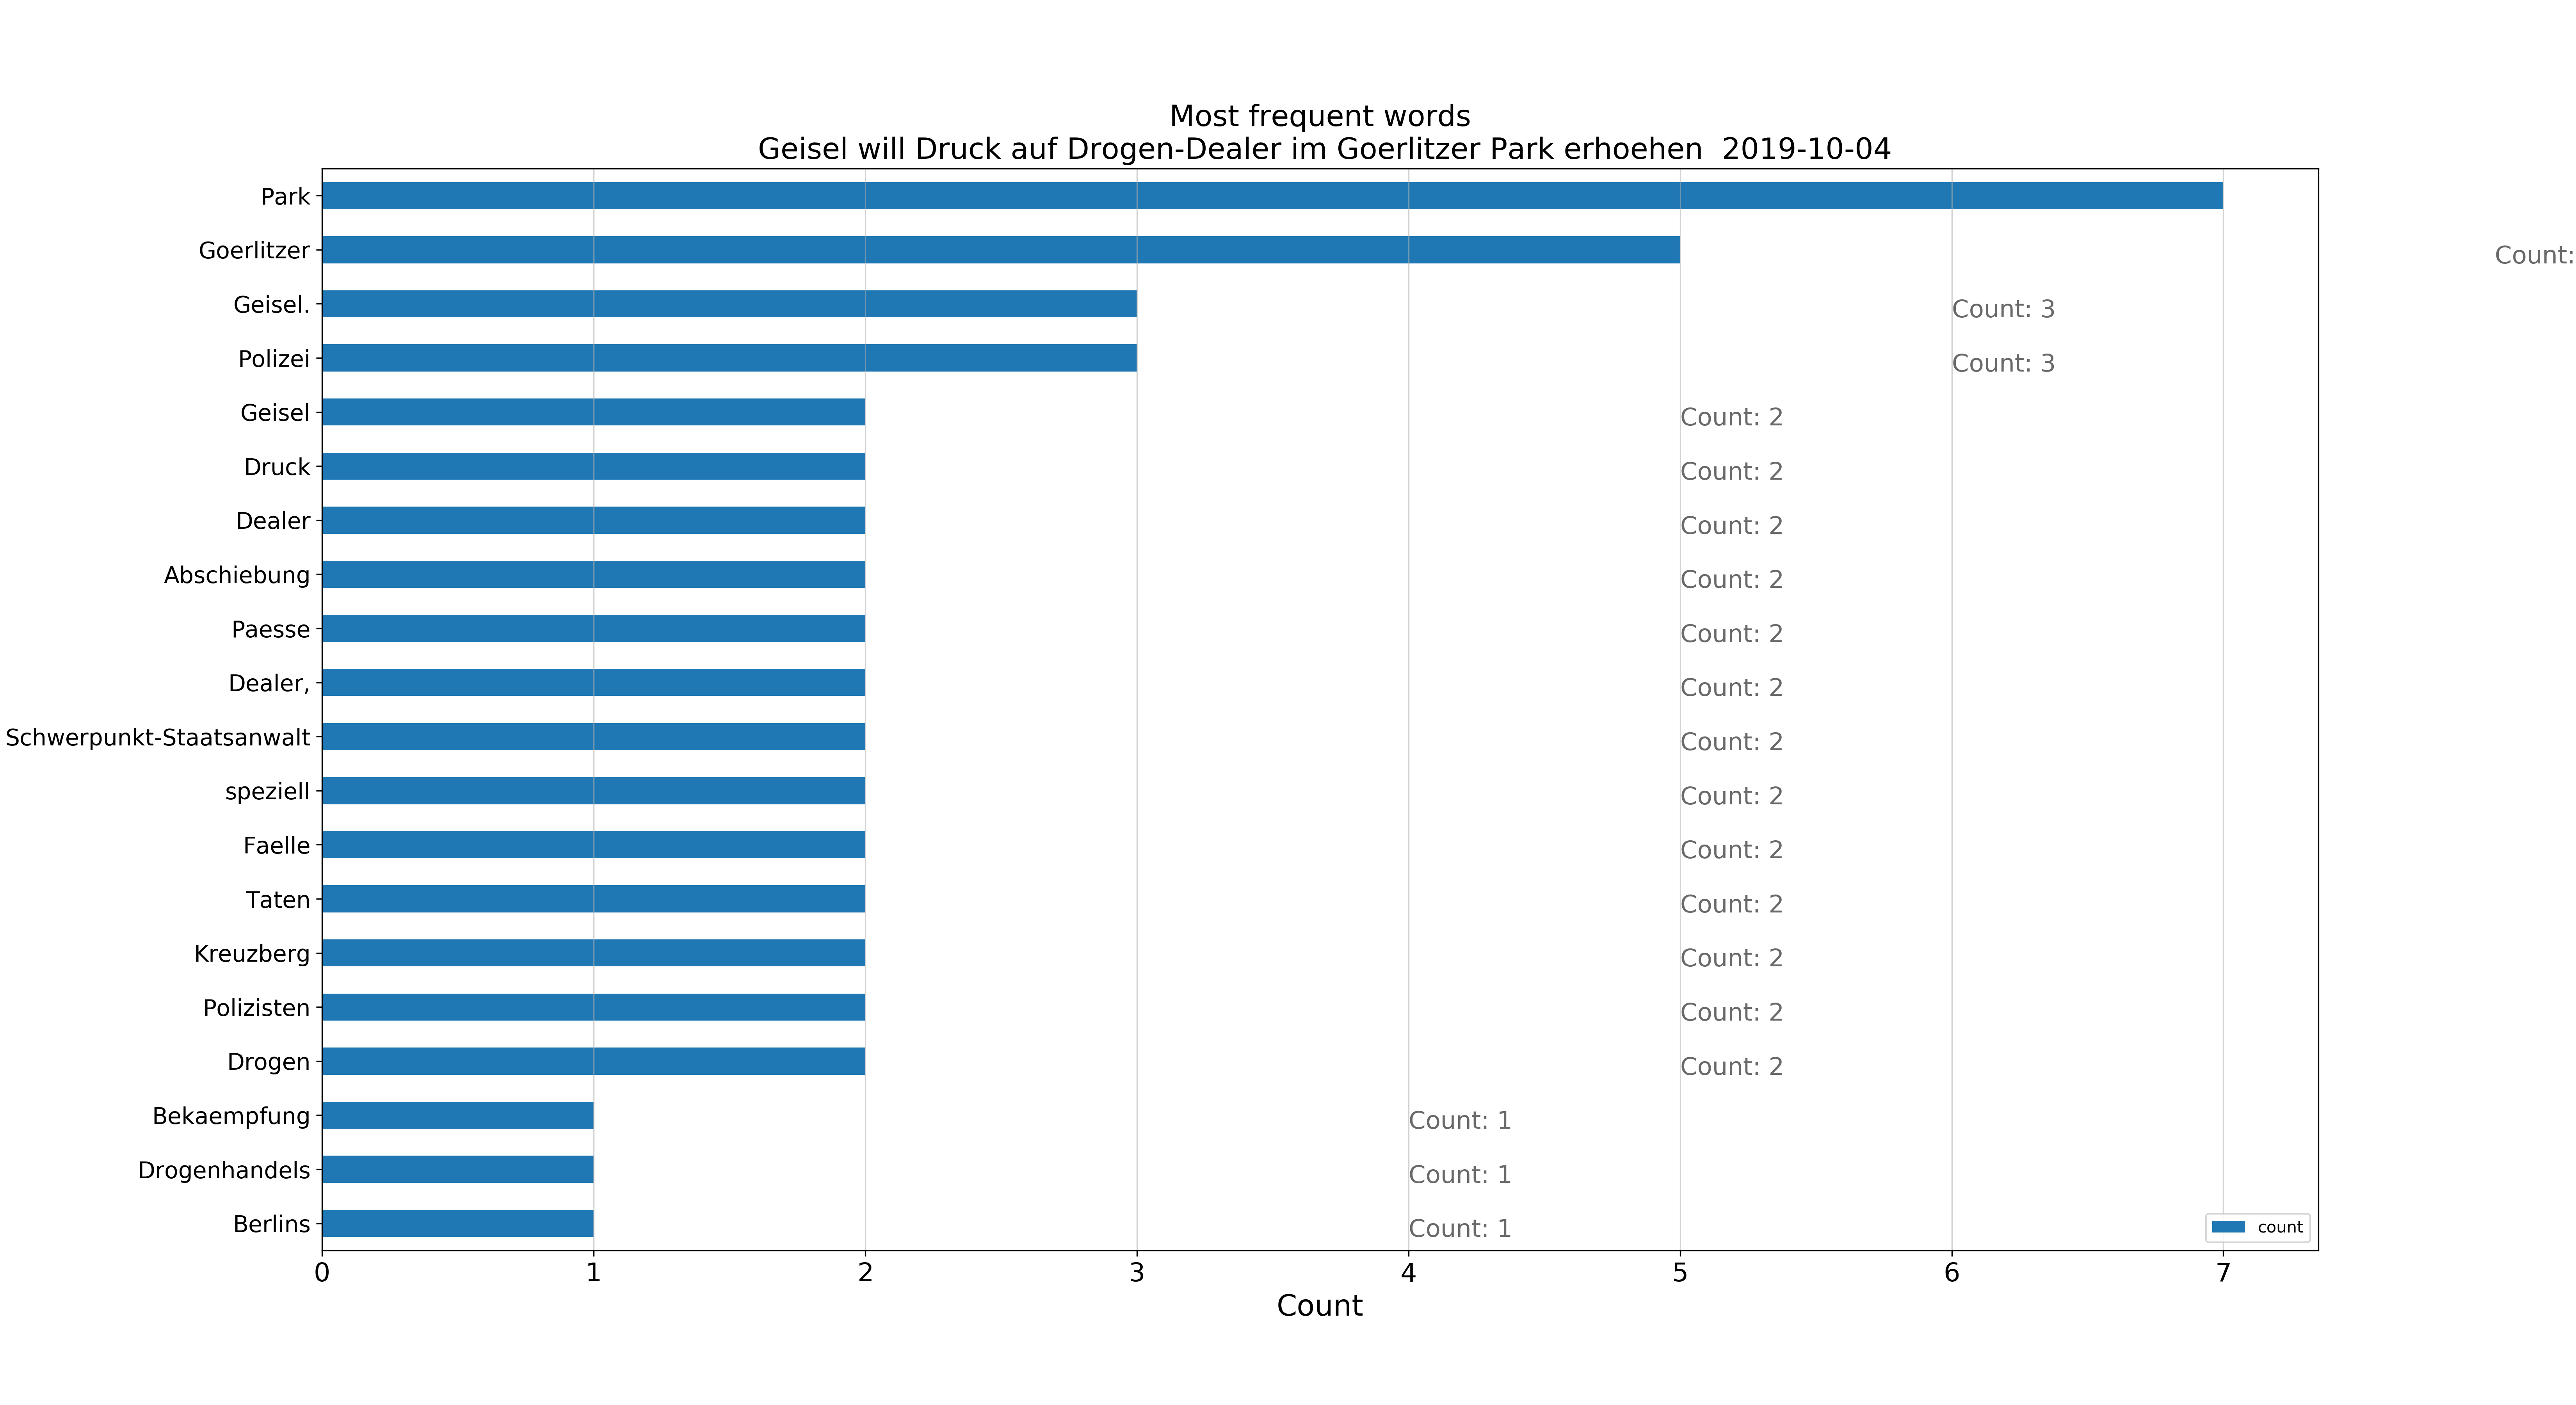 Most frequent words
Geisel will Druck auf Drogen-Dealer im Goerlitzer Park erhoehen 2019-10-04
Park
Goerlitzer Count:
Geisel. Count: 3
Polizei Count: 3
Geisel Count: 2
Druck Count: 2
Dealer Count: 2
Abschiebung Count: 2
Paesse Count: 2
Dealer, Count: 2
Schwerpunkt-Staatsanwalt Count: 2
speziell Count: 2
Faelle Count: 2
Taten Count: 2
Kreuzberg Count: 2
Polizisten Count: 2
Drogen Count: 2
Bekaempfung Count: 1
Drogenhandels Count: 1
Berlins Count: 1
count
0 1 2 3 4 5 6 7
Count